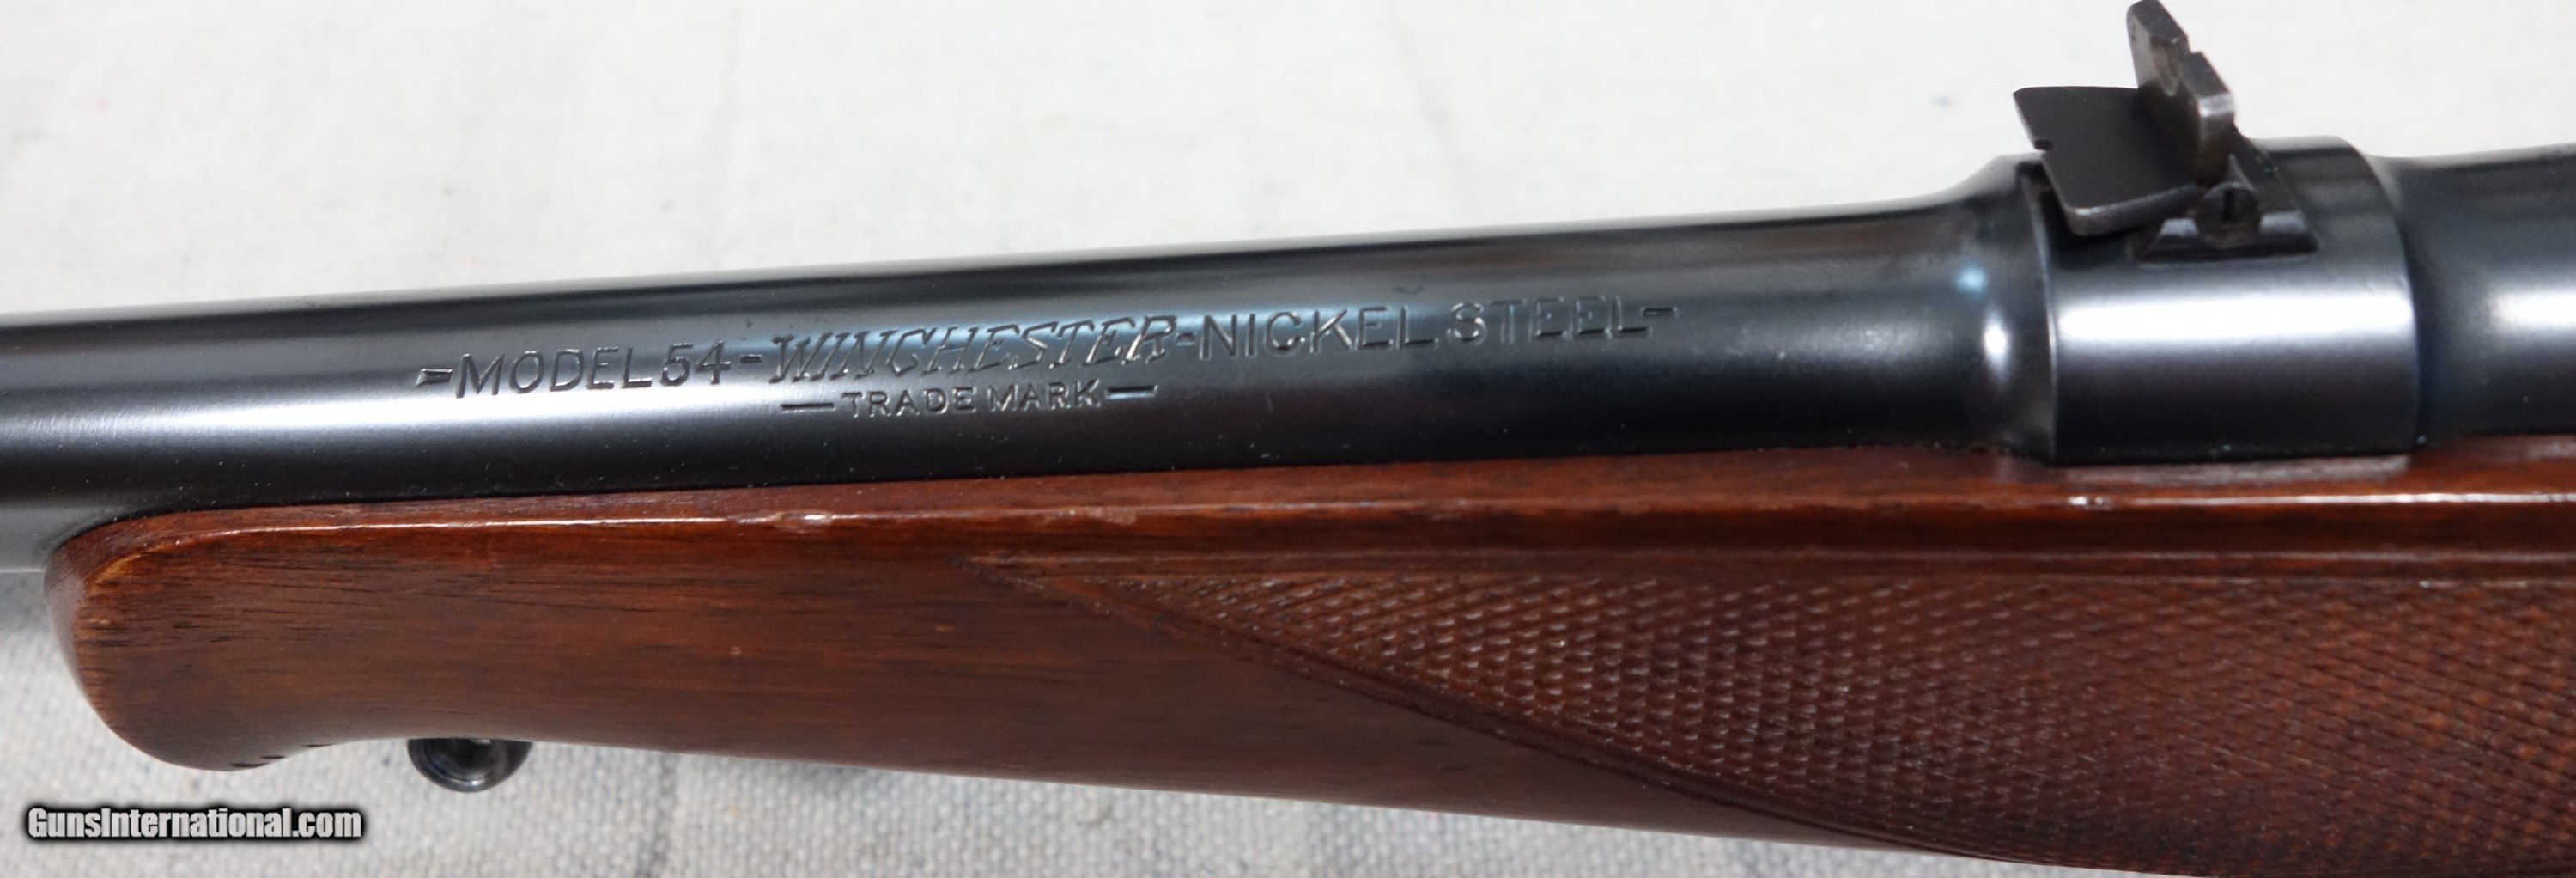 -MODEL 54-WINCHESTER-NICKEL STEEL-
—TRADE MARK—
GunsInternational.com